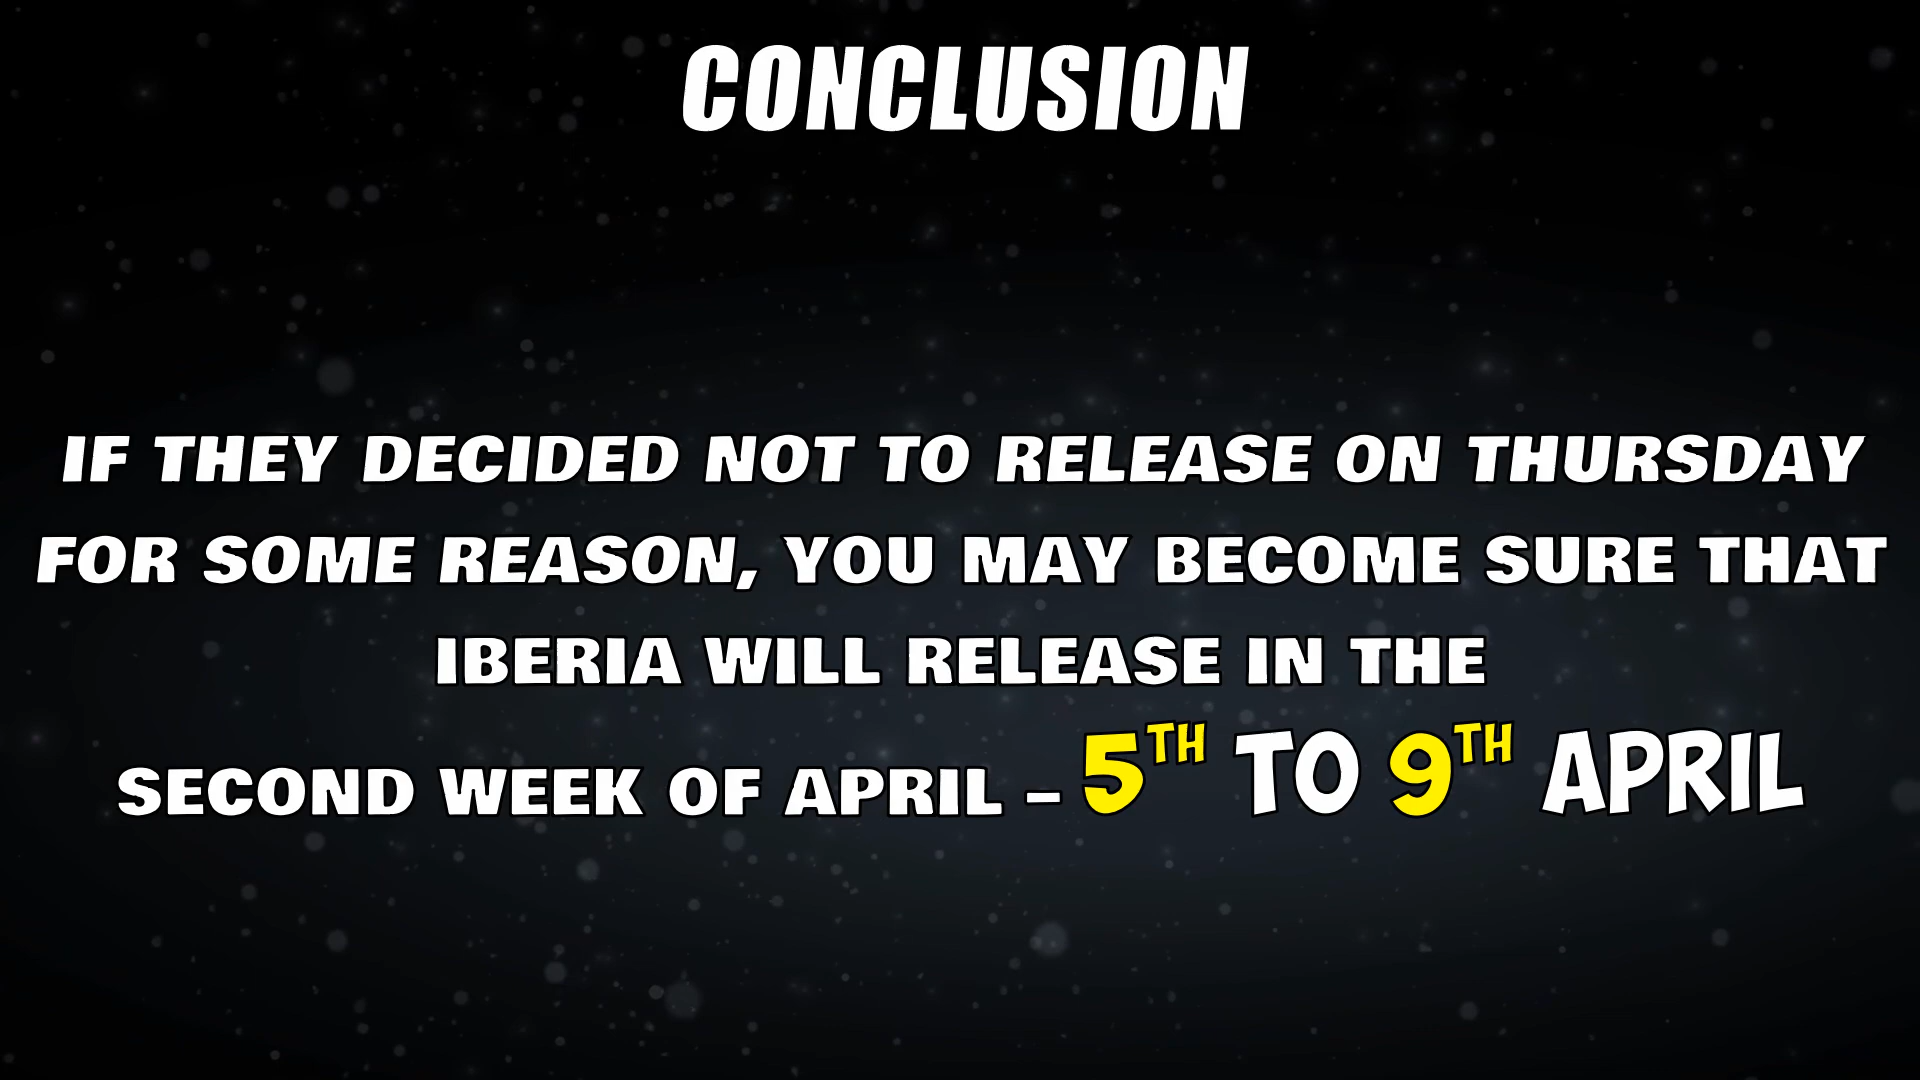 CONCLUSION
IF THEY DECIDED NOT TO RELEASE ON THURSDAY
FOR SOME REASON, YOU MAY BECOME SURE THAT
IBERIA WILL RELEASE IN THE
SECOND WEEK OF APRIL – 5TH TO 9TH APRIL